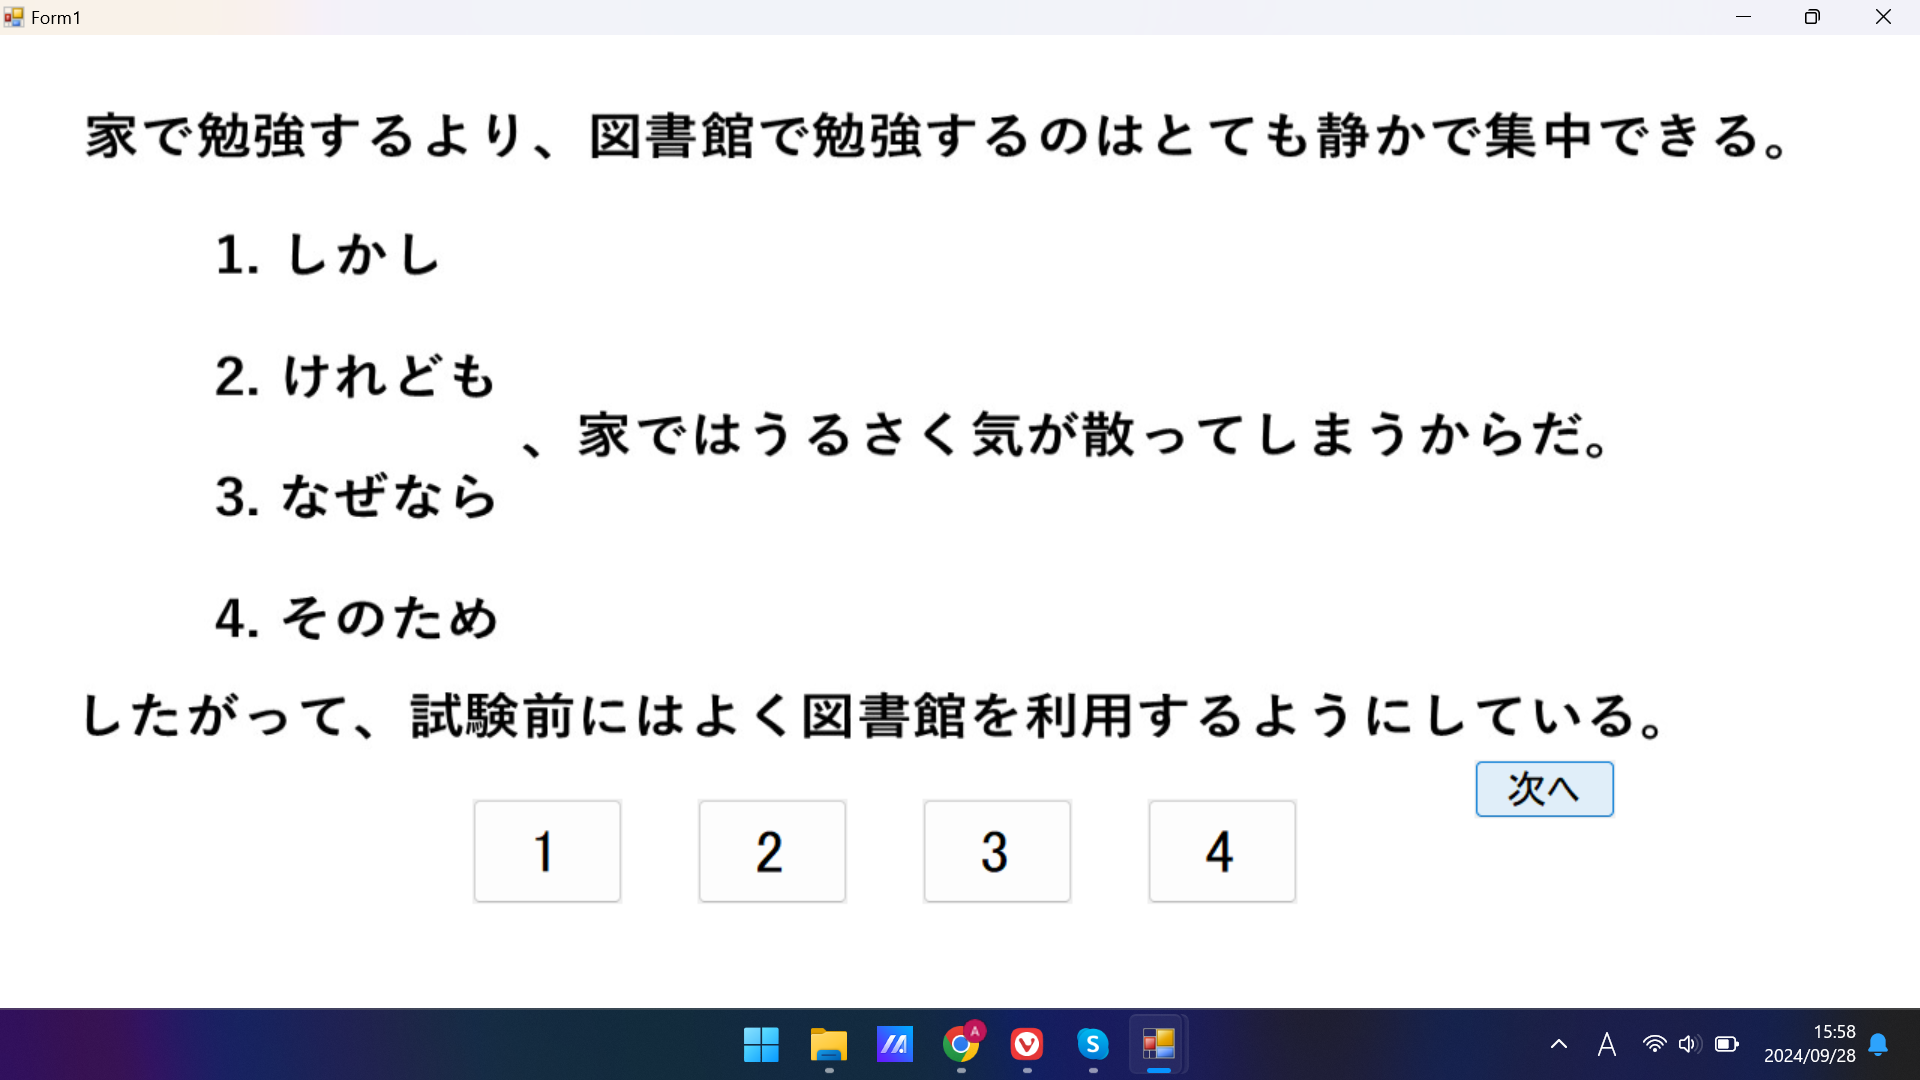 Form1
家で勉強するより、図書館で勉強するのはとても静かで集中できる。
1. しかし
2. けれども
、家ではうるさく気が散ってしまうからだ。
3. なぜなら
4. そのため
したがって、試験前にはよく図書館を利用するようにしている。
次へ
1 2 3 4
A
S
A
15:58
2024/09/28